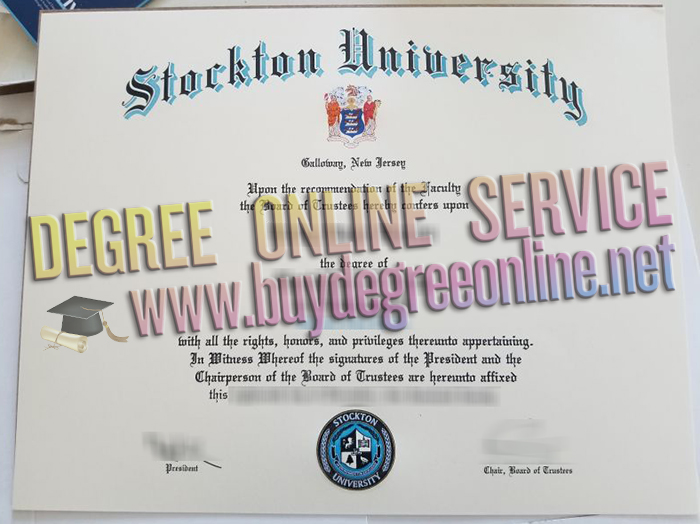 Stockton University
Galloway, New Jersey
Upon the recommendation of the Faculty
the Board of Trustees hereby confers upon
DEGREE ONLINE SERVICE
the degree of
www.buydegreeonline.net
with all the rights, honors, and privileges thereunto appertaining.
In Witness Whereof the signatures of the President and the
Chairperson of the Board of Trustees are hereunto affixed
this
STOCKTON
UNIVERSITY
President
Chair, Board of Trustees